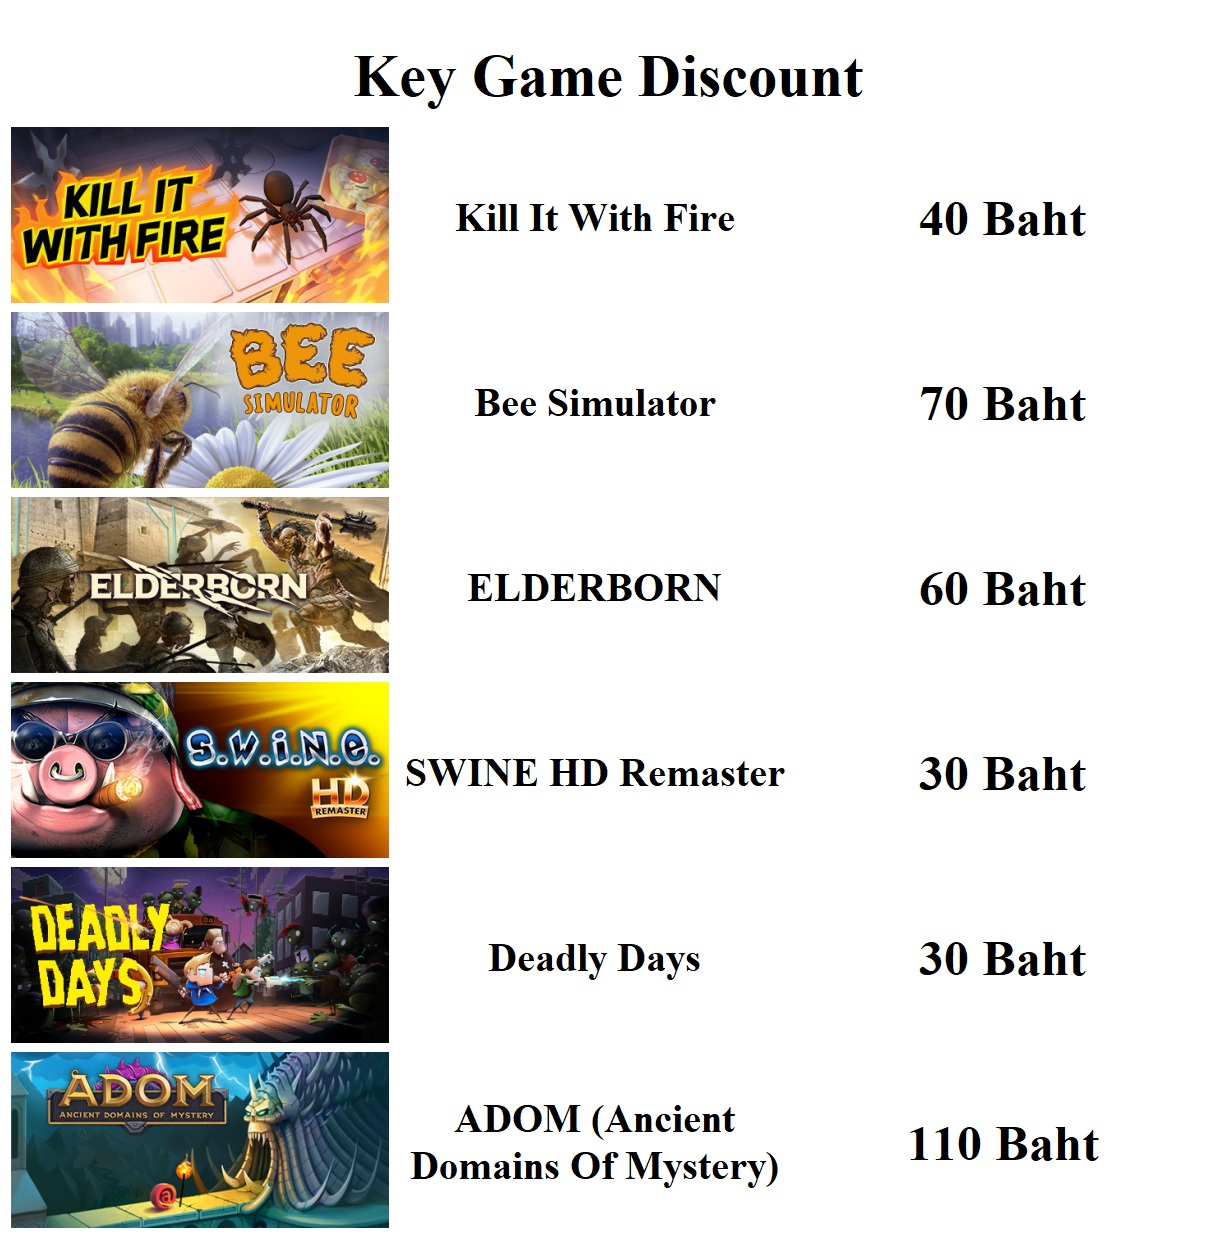 Key Game Discount
KILL IT
WITH FIRE
Kill It With Fire
40 Baht
BEE
SIMULATOR
Bee Simulator
70 Baht
ELDERBORN
ELDERBORN
60 Baht
S.W.i.N.e.
HD
REMASTER
SWINE HD Remaster
30 Baht
DEADLY
DAYS
Deadly Days
30 Baht
ADOM
ANCIENT DOMAINS OF MYSTERY
@
ADOM (Ancient
Domains Of Mystery)
110 Baht